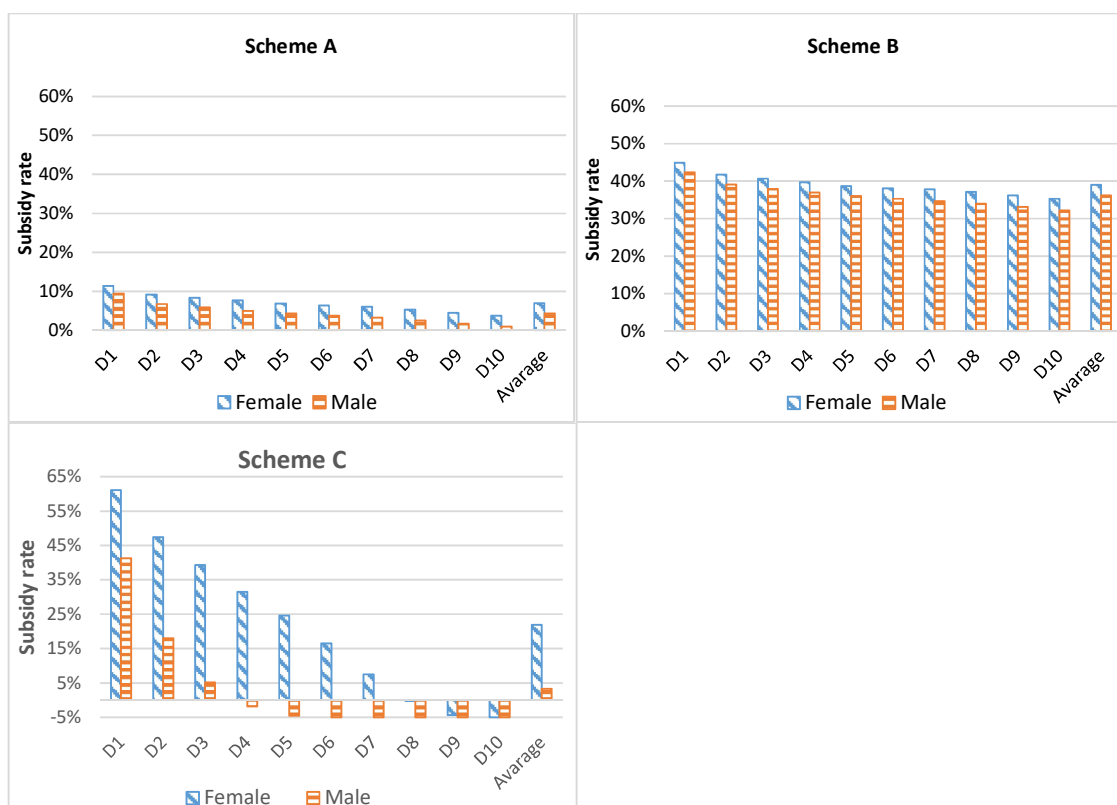 Scheme A
60%
50%
40%
30%
20%
10%
0%
Subsidy rate
D1
D2
D3
D4
D5
D6
D7
D8
D9
D10
Avarage
Female
Male
Scheme B
60%
50%
40%
30%
20%
10%
0%
Subsidy rate
D1
D2
D3
D4
D5
D6
D7
D8
D9
D10
Avarage
Female
Male
Scheme C
65%
55%
45%
35%
25%
15%
5%
-5%
Subsidy rate
D1
D2
D3
D4
D5
D6
D7
D8
D9
D10
Avarage
Female
Male